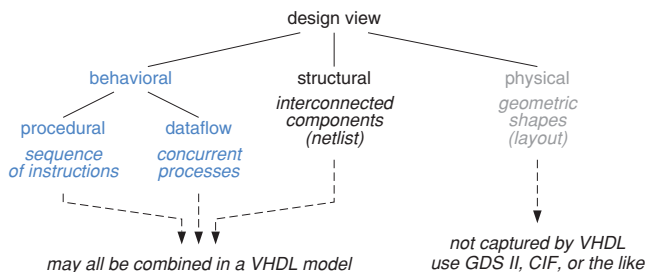 design view
behavioral
structural
physical
interconnected
components
(netlist)
geometric
shapes
(layout)
procedural
dataflow
sequence
of instructions
concurrent
processes
may all be combined in a VHDL model
not captured by VHDL
use GDS II, CIF, or the like